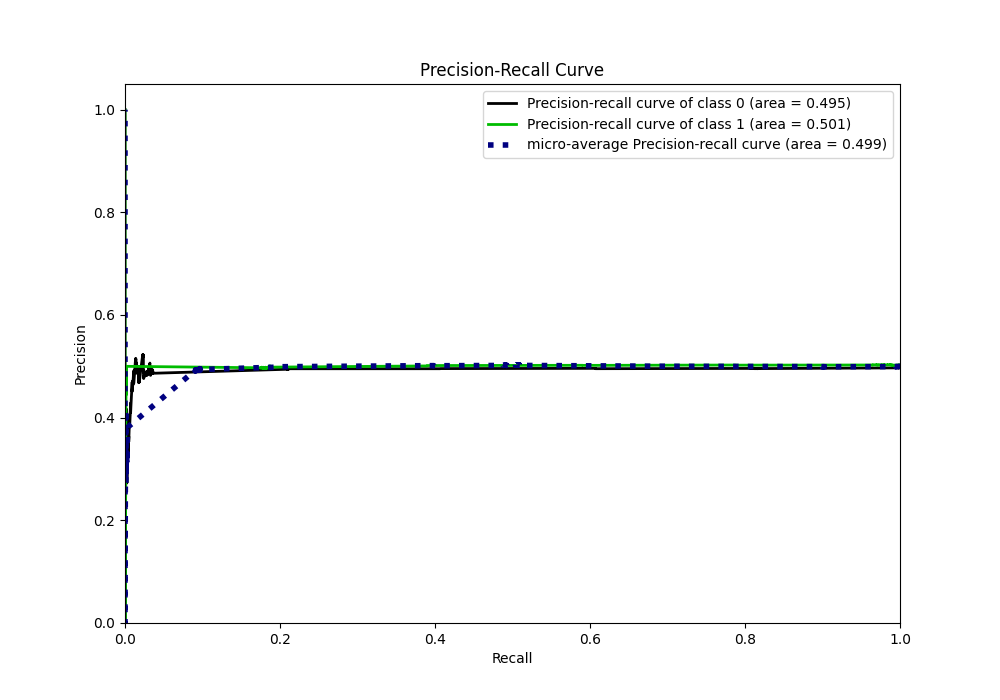 Precision-Recall Curve
Precision-recall curve of class 0 (area = 0.495)
Precision-recall curve of class 1 (area = 0.501)
micro-average Precision-recall curve (area = 0.499)
Precision
1.0
0.8
0.6
0.4
0.2
0.0
0.0 0.2 0.4 0.6 0.8 1.0
Recall